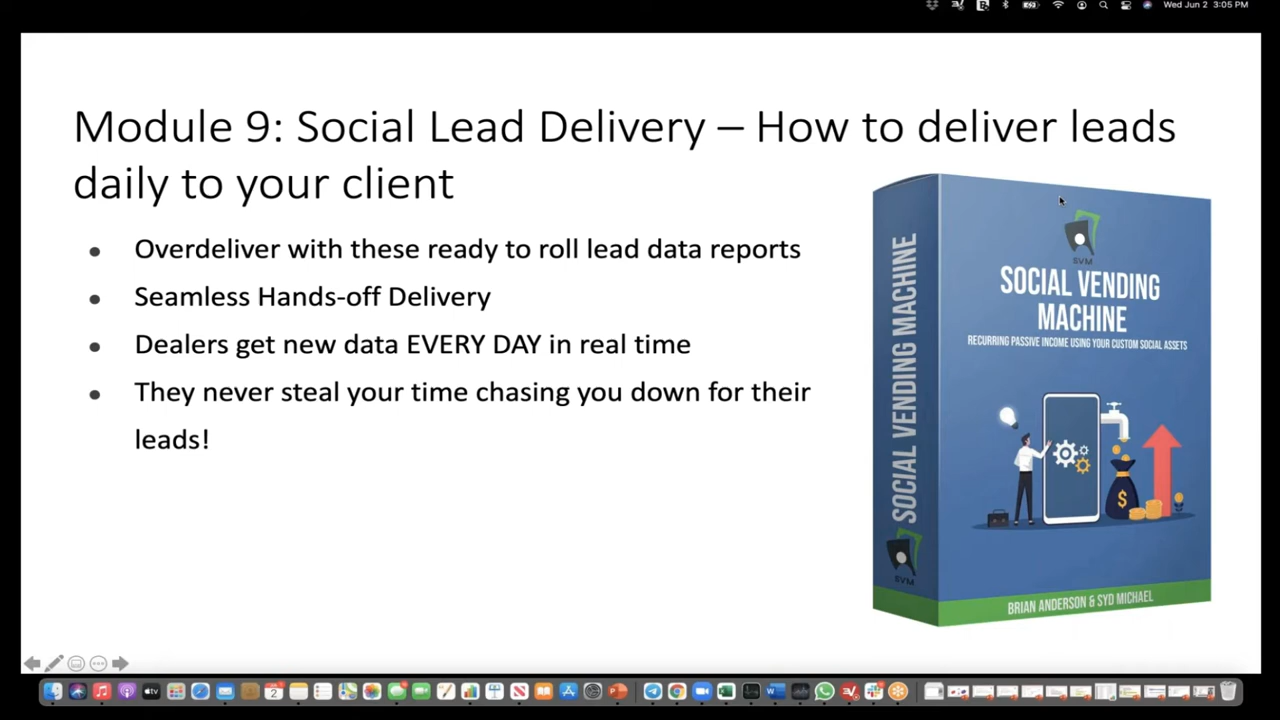 Wed Jun 2 3:05 PM
Module 9: Social Lead Delivery – How to deliver leads
daily to your client
Overdeliver with these ready to roll lead data reports
Seamless Hands-off Delivery
Dealers get new data EVERY DAY in real time
They never steal your time chasing you down for their
leads!
SOCIAL VENDING MACHINE
SVM
SVM
SOCIAL VENDING
MACHINE
RECURRING PASSIVE INCOME USING YOUR CUSTOM SOCIAL ASSETS
$
BRIAN ANDERSON & SYD MICHAEL